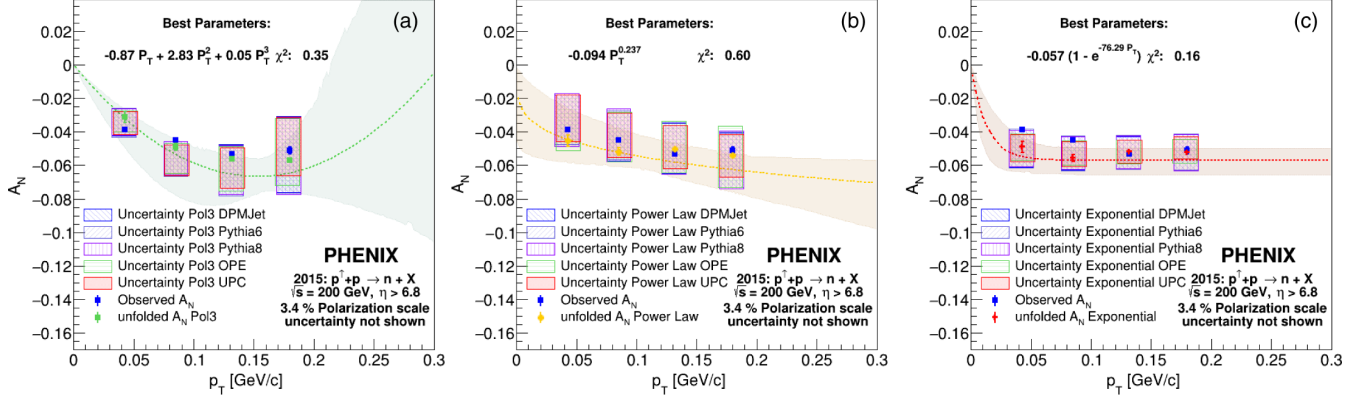 Best Parameters:
(a)
-0.87 P_T + 2.83 P_T^2 + 0.05 P_T^3 χ²: 0.35
0.02
0
−0.02
−0.04
−0.06
−0.08
−0.1
−0.12
−0.14
−0.16
A_N
Uncertainty Pol3 DPMJet
Uncertainty Pol3 Pythia6
Uncertainty Pol3 Pythia8
Uncertainty Pol3 OPE
Uncertainty Pol3 UPC
Observed A_N
unfolded A_N Pol3
PHENIX
2015: p↑+p → n + X
√s = 200 GeV, η > 6.8
3.4 % Polarization scale
uncertainty not shown
0 0.05 0.1 0.15 0.2 0.25 0.3
p_T [GeV/c]
Best Parameters:
(b)
-0.094 P_T^0.237 χ²: 0.60
0.02
0
−0.02
−0.04
−0.06
−0.08
−0.1
−0.12
−0.14
−0.16
A_N
Uncertainty Power Law DPMJet
Uncertainty Power Law Pythia6
Uncertainty Power Law Pythia8
Uncertainty Power Law OPE
Uncertainty Power Law UPC
Observed A_N
unfolded A_N Power Law
PHENIX
2015: p↑+p → n + X
√s = 200 GeV, η > 6.8
3.4 % Polarization scale
uncertainty not shown
0 0.05 0.1 0.15 0.2 0.25 0.3
p_T [GeV/c]
Best Parameters:
(c)
-0.057 (1 - e^-76.29 P_T) χ²: 0.16
0.02
0
−0.02
−0.04
−0.06
−0.08
−0.1
−0.12
−0.14
−0.16
A_N
Uncertainty Exponential DPMJet
Uncertainty Exponential Pythia6
Uncertainty Exponential Pythia8
Uncertainty Exponential OPE
Uncertainty Exponential UPC
Observed A_N
unfolded A_N Exponential
PHENIX
2015: p↑+p → n + X
√s = 200 GeV, η > 6.8
3.4 % Polarization scale
uncertainty not shown
0 0.05 0.1 0.15 0.2 0.25 0.3
p_T [GeV/c]